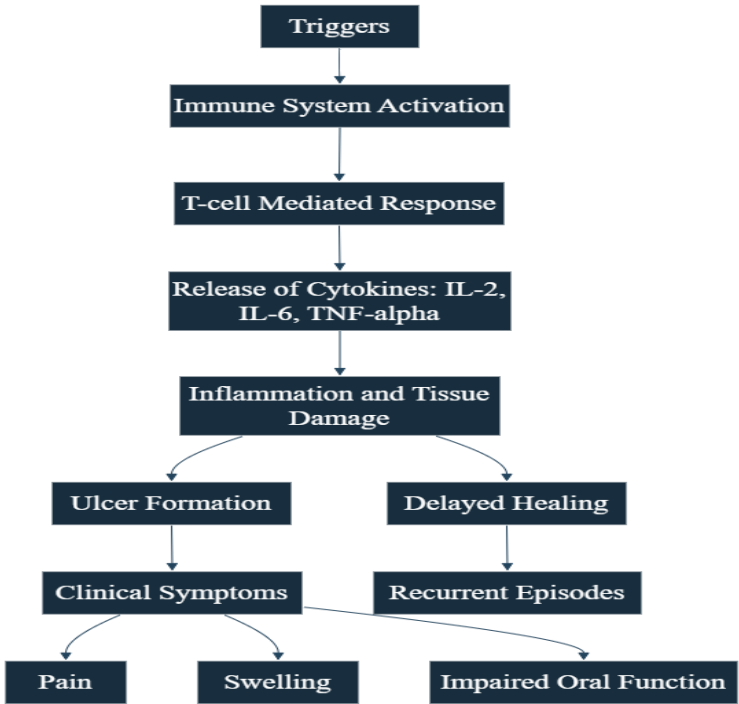 Triggers
Immune System Activation
T-cell Mediated Response
Release of Cytokines: IL-2,
IL-6, TNF-alpha
Inflammation and Tissue
Damage
Ulcer Formation
Delayed Healing
Clinical Symptoms
Recurrent Episodes
Pain
Swelling
Impaired Oral Function